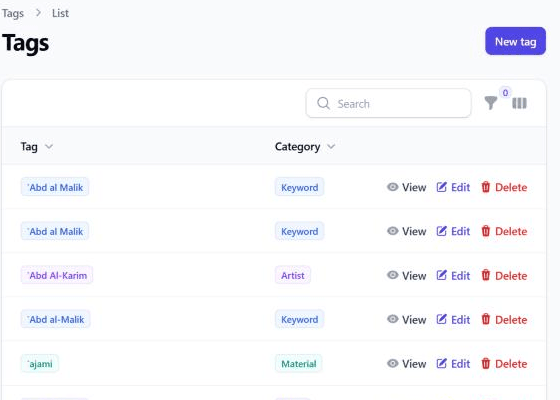 Tags > List
Tags
New tag
Search
0
Tag Category
`Abd al Malik Keyword View Edit Delete
`Abd al Malik Keyword View Edit Delete
`Abd Al-Karim Artist View Edit Delete
`Abd al-Malik Keyword View Edit Delete
`ajami Material View Edit Delete